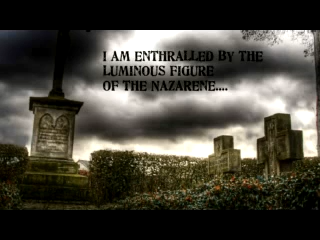 I AM ENTHRALLED BY THE
LUMINOUS FIGURE
OF THE NAZARENE....